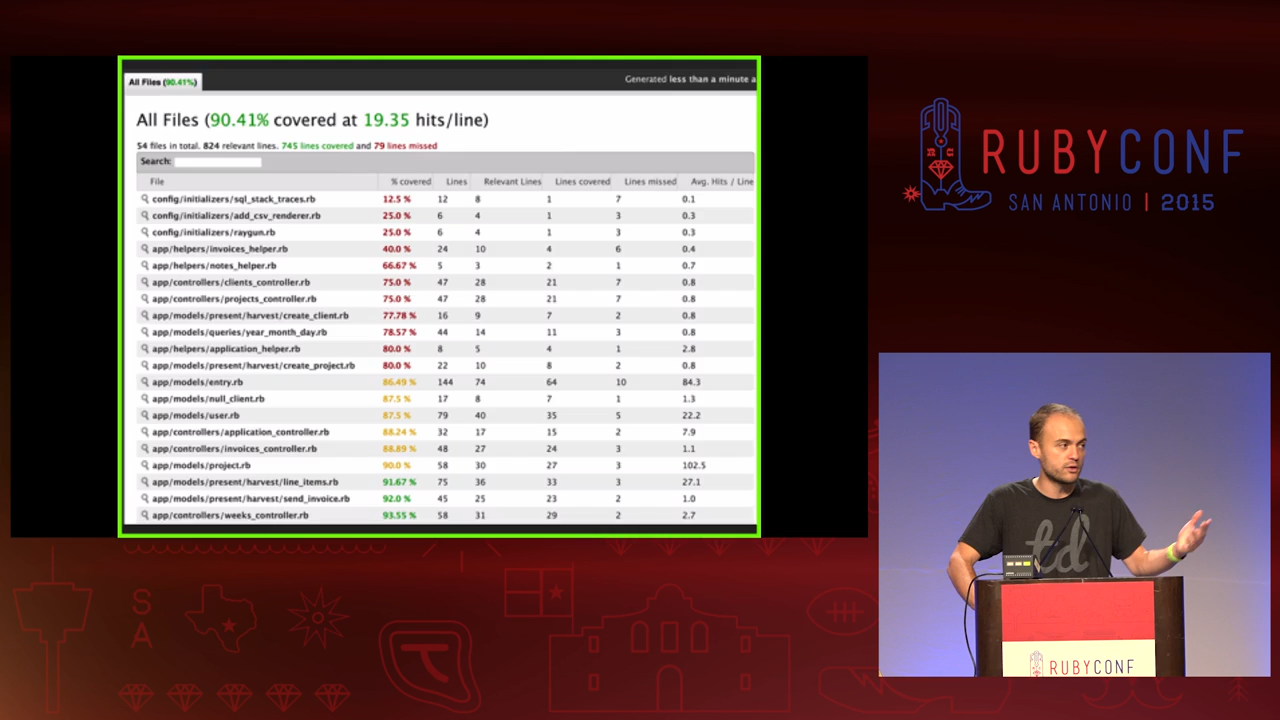 All Files (90.41%)
Generated less than a minute a
All Files (90.41% covered at 19.35 hits/line)
54 files in total. 824 relevant lines. 745 lines covered and 79 lines missed
Search:
File % covered Lines Relevant Lines Lines covered Lines missed Avg. Hits / Line
config/initializers/sql_stack_traces.rb 12.5 % 12 8 1 7 0.1
config/initializers/add_csv_renderer.rb 25.0 % 6 4 1 3 0.3
config/initializers/raygun.rb 25.0 % 6 4 1 3 0.3
app/helpers/invoices_helper.rb 40.0 % 24 10 4 6 0.4
app/helpers/notes_helper.rb 66.67 % 5 3 2 1 0.7
app/controllers/clients_controller.rb 75.0 % 47 28 21 7 0.8
app/controllers/projects_controller.rb 75.0 % 47 28 21 7 0.8
app/models/present/harvest/create_client.rb 77.78 % 16 9 7 2 0.8
app/models/queries/year_month_day.rb 78.57 % 44 14 11 3 0.8
app/helpers/application_helper.rb 80.0 % 8 5 4 1 2.8
app/models/present/harvest/create_project.rb 80.0 % 22 10 8 2 0.8
app/models/entry.rb 86.49 % 144 74 64 10 84.3
app/models/null_client.rb 87.5 % 17 8 7 1 1.3
app/models/user.rb 87.5 % 79 40 35 5 22.2
app/controllers/application_controller.rb 88.24 % 32 17 15 2 7.9
app/controllers/invoices_controller.rb 88.89 % 48 27 24 3 1.1
app/models/project.rb 90.0 % 58 30 27 3 102.5
app/models/present/harvest/line_items.rb 91.67 % 75 36 33 3 27.1
app/models/present/harvest/send_invoice.rb 92.0 % 45 25 23 2 1.0
app/controllers/weeks_controller.rb 93.55 % 58 31 29 2 2.7
RUBYCONF
SAN ANTONIO | 2015
td
RUBYCONF
S
A